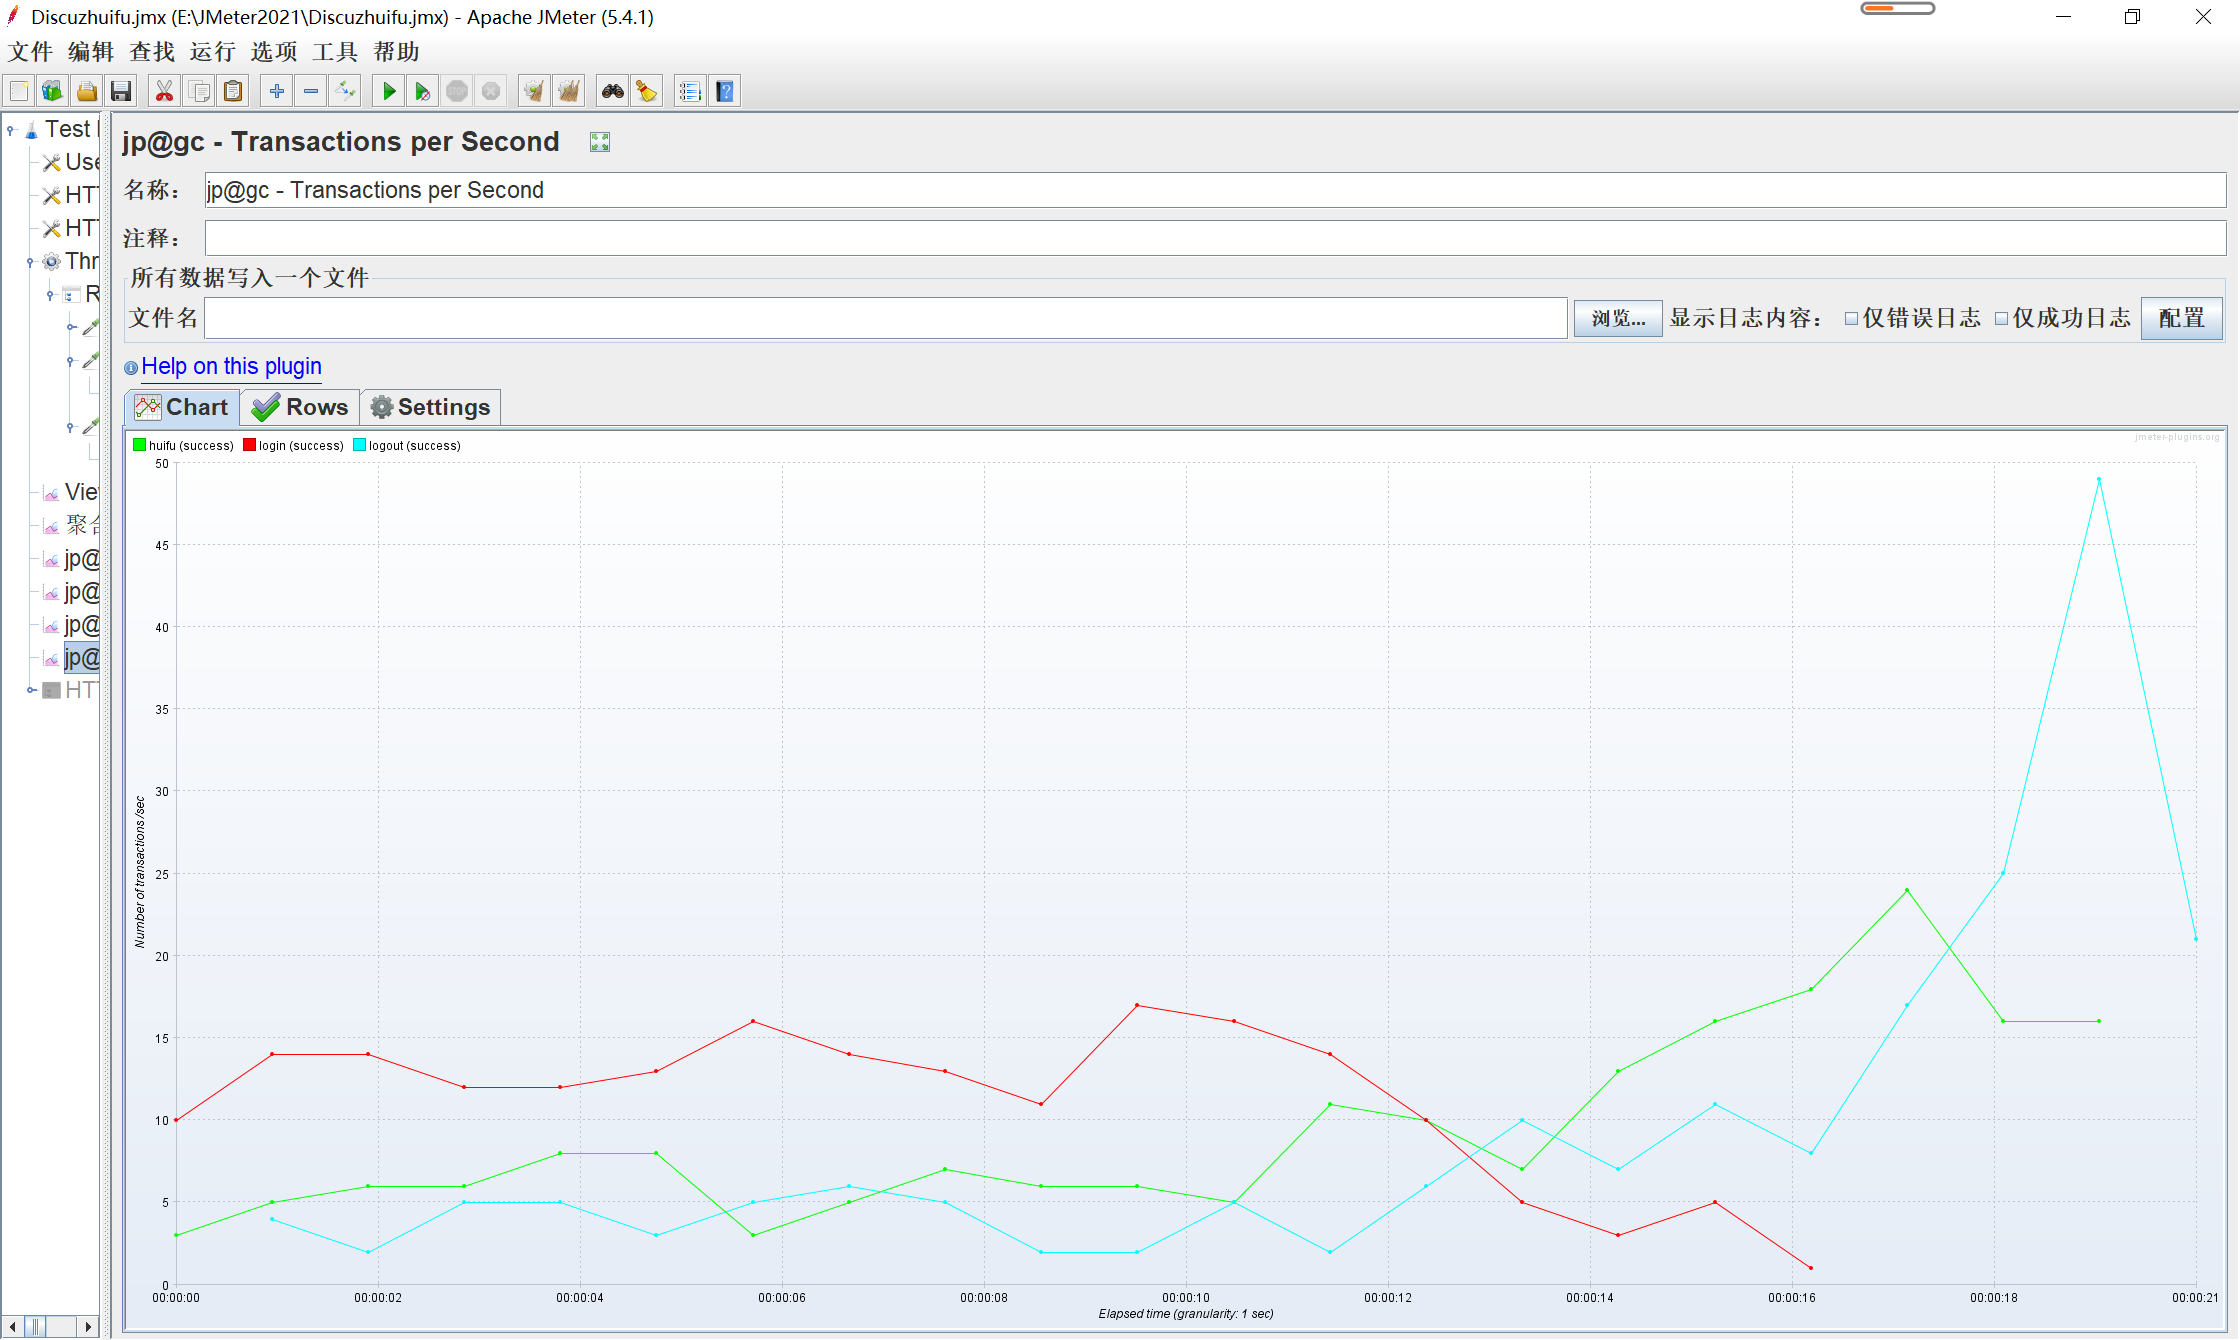 Discuzhuifu.jmx (E:\JMeter2021\Discuzhuifu.jmx) - Apache JMeter (5.4.1)
文件 编辑 查找 运行 选项 工具 帮助
Test
Use
HTT
HTT
Thr
R
Vie
聚合
jp@
jp@
jp@
jp@
HTT
jp@gc - Transactions per Second
名称： jp@gc - Transactions per Second
注释：
所有数据写入一个文件
文件名 浏览... 显示日志内容： 仅错误日志 仅成功日志 配置
Help on this plugin
Chart Rows Settings
huifu (success) login (success) logout (success)
jmeter-plugins.org
50
45
40
35
30
25
20
15
10
5
0
Number of transactions /sec
00:00:00 00:00:02 00:00:04 00:00:06 00:00:08 00:00:10 00:00:12 00:00:14 00:00:16 00:00:18 00:00:21
Elapsed time (granularity: 1 sec)